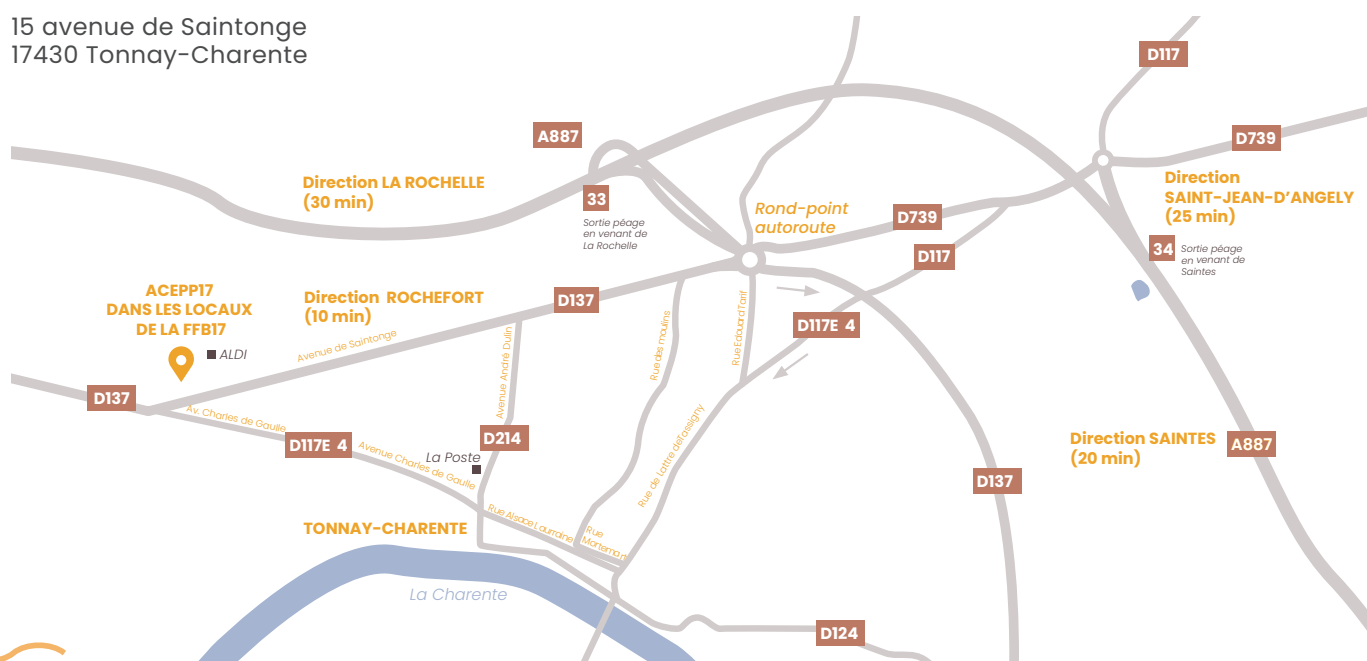 15 avenue de Saintonge
17430 Tonnay-Charente
D117
A887
D739
Direction LA ROCHELLE
(30 min)
33
Sortie péage
en venant de
La Rochelle
Rond-point
autoroute
D739
D117
Direction
SAINT-JEAN-D'ANGELY
(25 min)
34
Sortie péage
en venant de
Saintes
ACEPP17
DANS LES LOCAUX
DE LA FFB17
ALDI
Direction ROCHEFORT
(10 min)
D137
Avenue de Saintonge
Avenue André Dulin
Rue des moulins
Rue Edouard Tarif
D117E 4
D137
Av. Charles de Gaulle
D117E 4
Avenue Charles de Gaulle
D214
La Poste
Rue de Lattre deTassigny
Direction SAINTES
(20 min)
A887
D137
TONNAY-CHARENTE
Rue Alsace Laurraine
Rue
Mortemart
La Charente
D124